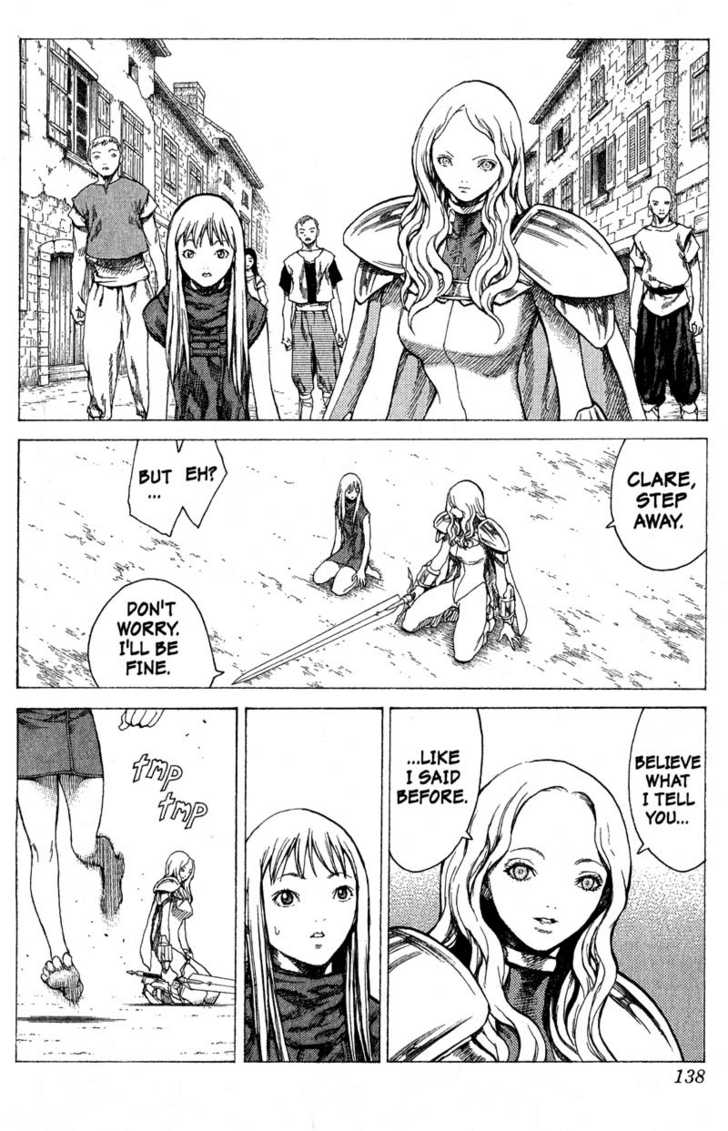 CLARE,
STEP
AWAY.
EH?
BUT
...
DON'T
WORRY.
I'LL BE
FINE.
BELIEVE
WHAT
I TELL
YOU...
...LIKE
I SAID
BEFORE.
tmp
tmp
138